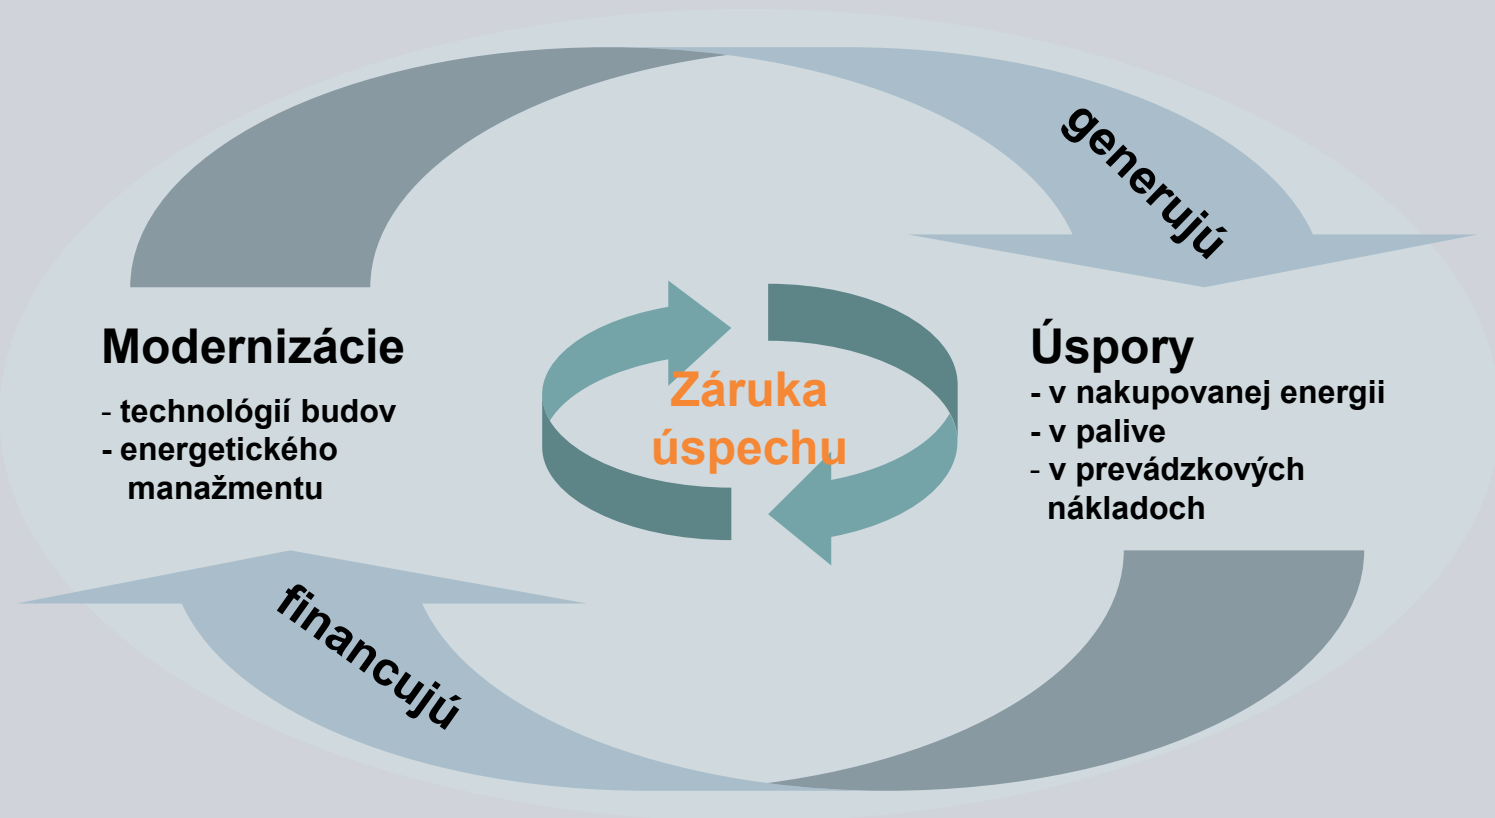 generujú
Modernizácie
- technológií budov
- energetického
manažmentu
Záruka
úspechu
Úspory
- v nakupovanej energii
- v palive
- v prevádzkových
nákladoch
financujú